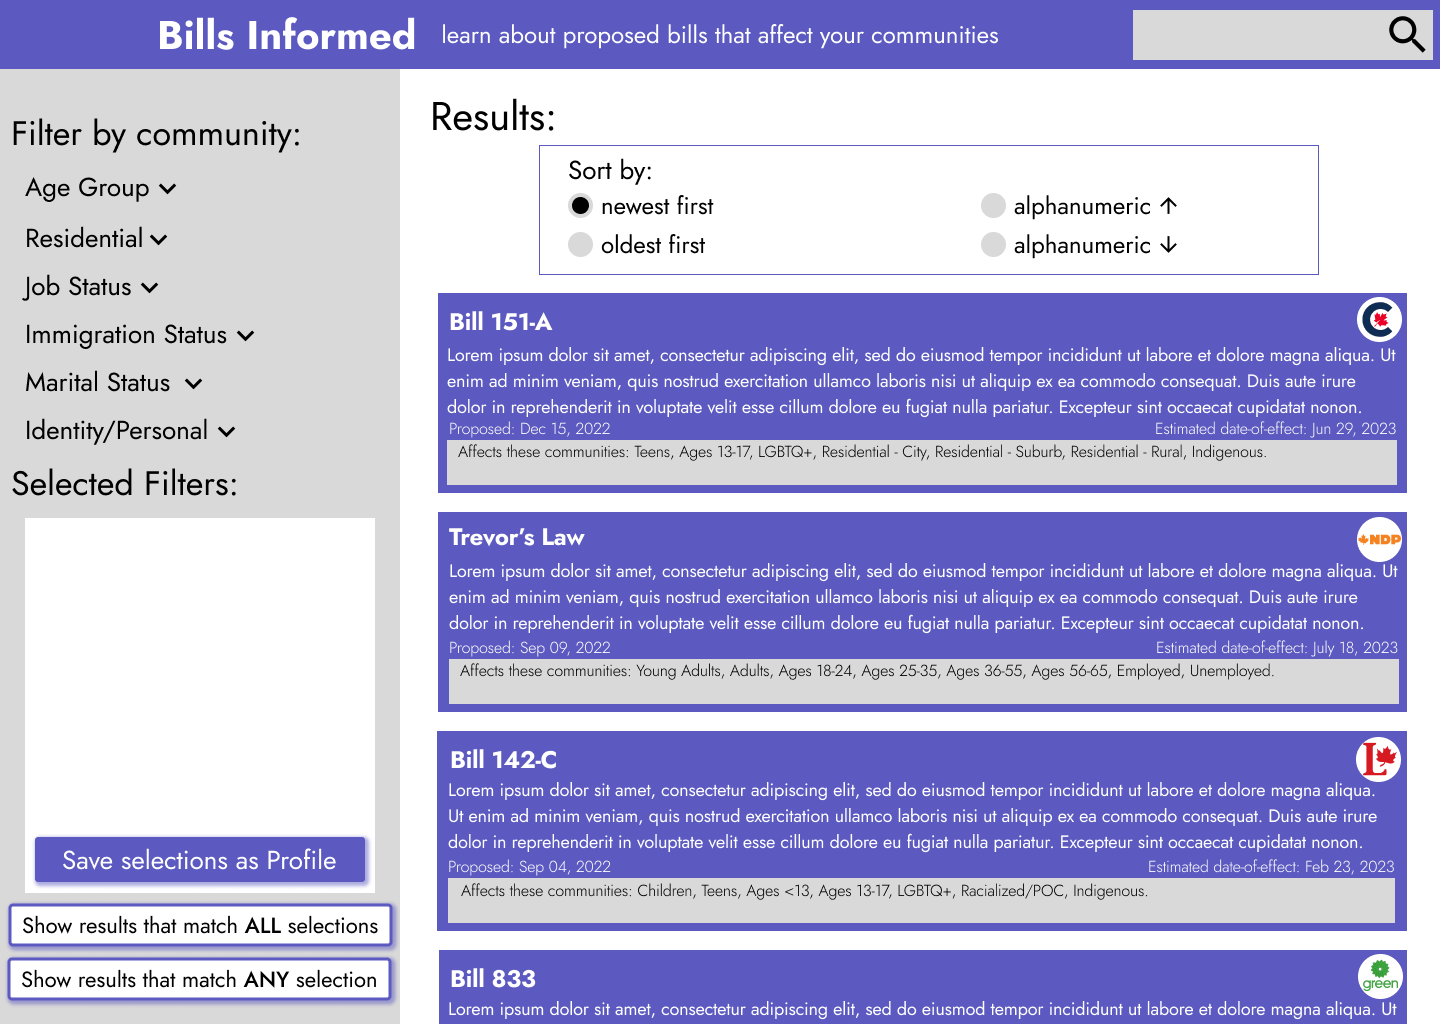 Bills Informed
learn about proposed bills that affect your communities
Filter by community:
Age Group
Residential
Job Status
Immigration Status
Marital Status
Identity/Personal
Selected Filters:
Save selections as Profile
Show results that match ALL selections
Show results that match ANY selection
Results:
Sort by:
newest first
alphanumeric ↑
oldest first
alphanumeric ↓
Bill 151-A
C
Lorem ipsum dolor sit amet, consectetur adipiscing elit, sed do eiusmod tempor incididunt ut labore et dolore magna aliqua. Ut
enim ad minim veniam, quis nostrud exercitation ullamco laboris nisi ut aliquip ex ea commodo consequat. Duis aute irure
dolor in reprehenderit in voluptate velit esse cillum dolore eu fugiat nulla pariatur. Excepteur sint occaecat cupidatat nonon.
Proposed: Dec 15, 2022
Estimated date-of-effect: Jun 29, 2023
Affects these communities: Teens, Ages 13-17, LGBTQ+, Residential - City, Residential - Suburb, Residential - Rural, Indigenous.
Trevor’s Law
NDP
Lorem ipsum dolor sit amet, consectetur adipiscing elit, sed do eiusmod tempor incididunt ut labore et dolore magna aliqua. Ut
enim ad minim veniam, quis nostrud exercitation ullamco laboris nisi ut aliquip ex ea commodo consequat. Duis aute irure
dolor in reprehenderit in voluptate velit esse cillum dolore eu fugiat nulla pariatur. Excepteur sint occaecat cupidatat nonon.
Proposed: Sep 09, 2022
Estimated date-of-effect: July 18, 2023
Affects these communities: Young Adults, Adults, Ages 18-24, Ages 25-35, Ages 36-55, Ages 56-65, Employed, Unemployed.
Bill 142-C
L
Lorem ipsum dolor sit amet, consectetur adipiscing elit, sed do eiusmod tempor incididunt ut labore et dolore magna aliqua.
Ut enim ad minim veniam, quis nostrud exercitation ullamco laboris nisi ut aliquip ex ea commodo consequat. Duis aute irure
dolor in reprehenderit in voluptate velit esse cillum dolore eu fugiat nulla pariatur. Excepteur sint occaecat cupidatat nonon.
Proposed: Sep 04, 2022
Estimated date-of-effect: Feb 23, 2023
Affects these communities: Children, Teens, Ages <13, Ages 13-17, LGBTQ+, Racialized/POC, Indigenous.
Bill 833
green
Lorem ipsum dolor sit amet, consectetur adipiscing elit, sed do eiusmod tempor incididunt ut labore et dolore magna aliqua. Ut